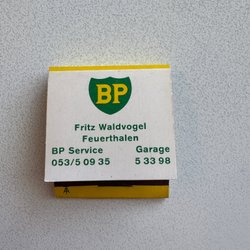 BP
Fritz Waldvogel
Feuerthalen
BP Service Garage
053/5 09 35 5 33 98